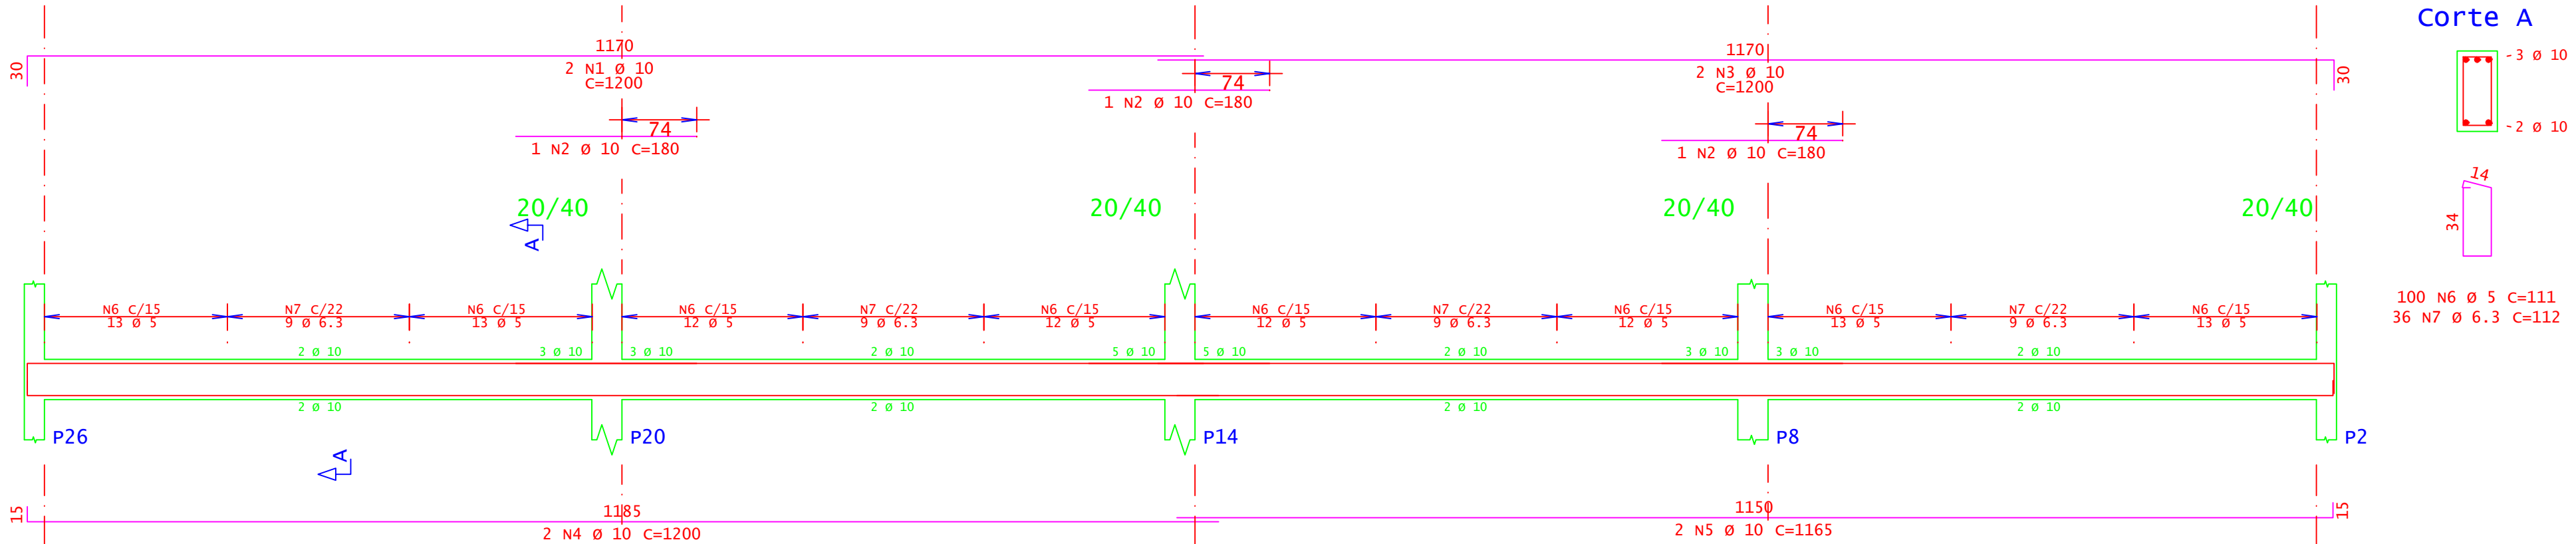 Corte A
1170
2 N1 Ø 10
C=1200
30
1170
2 N3 Ø 10
C=1200
30
74
1 N2 Ø 10 C=180
74
1 N2 Ø 10 C=180
74
1 N2 Ø 10 C=180
3 Ø 10
2 Ø 10
14
34
100 N6 Ø 5 C=111
36 N7 Ø 6.3 C=112
20/40
20/40
20/40
20/40
A
N6 C/15
13 Ø 5
N7 C/22
9 Ø 6.3
N6 C/15
13 Ø 5
N6 C/15
12 Ø 5
N7 C/22
9 Ø 6.3
N6 C/15
12 Ø 5
N6 C/15
12 Ø 5
N7 C/22
9 Ø 6.3
N6 C/15
12 Ø 5
N6 C/15
13 Ø 5
N7 C/22
9 Ø 6.3
N6 C/15
13 Ø 5
2 Ø 10
3 Ø 10
3 Ø 10
2 Ø 10
5 Ø 10
5 Ø 10
2 Ø 10
3 Ø 10
3 Ø 10
2 Ø 10
2 Ø 10
2 Ø 10
2 Ø 10
2 Ø 10
P26
P20
P14
P8
P2
A
15
1185
2 N4 Ø 10 C=1200
1150
2 N5 Ø 10 C=1165
15